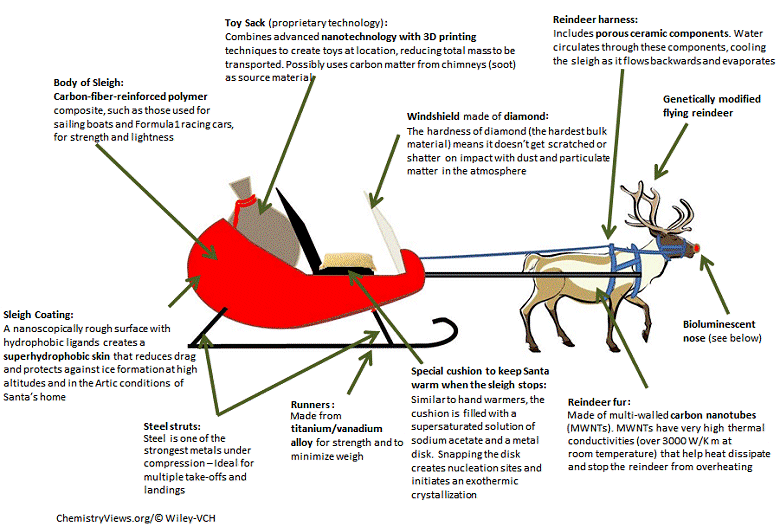 Toy Sack (proprietary technology):
Combines advanced nanotechnology with 3D printing
techniques to create toys at location, reducing total mass to be
transported. Possibly uses carbon matter from chimneys (soot)
as source material
Reindeer harness:
Includes porous ceramic components. Water
circulates through these components, cooling
the sleigh as it flows backwards and evaporates
Body of Sleigh:
Carbon-fiber-reinforced polymer
composite, such as those used for
sailing boats and Formula1 racing cars,
for strength and lightness
Windshield made of diamond:
The hardness of diamond (the hardest bulk
material) means it doesn't get scratched or
shatter on impact with dust and particulate
matter in the atmosphere
Genetically modified
flying reindeer
Sleigh Coating:
A nanoscopically rough surface with
hydrophobic ligands creates a
superhydrophobic skin that reduces drag
and protects against ice formation at high
altitudes and in the Artic conditions of
Santa's home
Bioluminescent
nose (see below)
Steel struts:
Steel is one of the
strongest metals under
compression – Ideal for
multiple take-offs and
landings
Runners:
Made from
titanium/vanadium
alloy for strength and to
minimize weigh
Special cushion to keep Santa
warm when the sleigh stops:
Similar to hand warmers, the
cushion is filled with a
supersaturated solution of
sodium acetate and a metal
disk. Snapping the disk
creates nucleation sites and
initiates an exothermic
crystallization
Reindeer fur:
Made of multi-walled carbon nanotubes
(MWNTs). MWNTs have very high thermal
conductivities (over 3000 W/K m at
room temperature) that help heat dissipate
and stop the reindeer from overheating
ChemistryViews.org/© Wiley-VCH